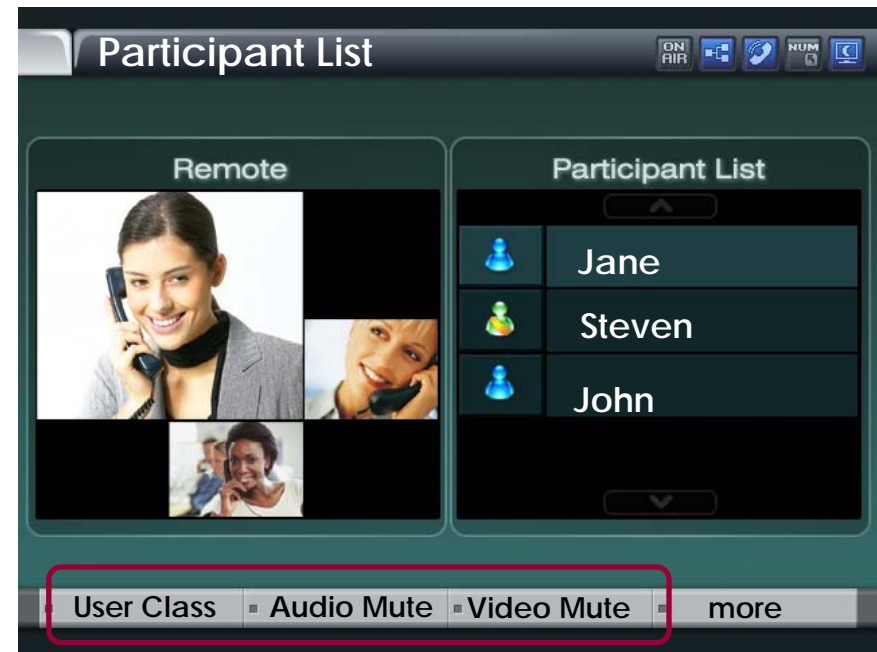 Participant List
ON AIR
NUM
Remote
Participant List
Jane
Steven
John
User Class
Audio Mute
Video Mute
more